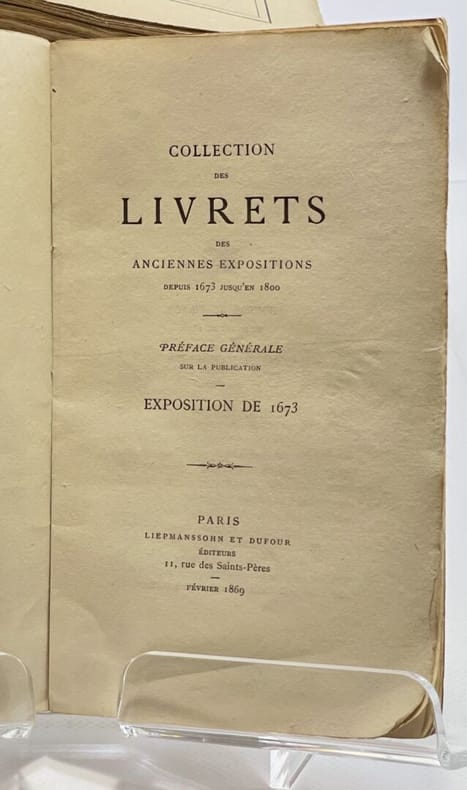 COLLECTION
DES
LIVRETS
DES
ANCIENNES EXPOSITIONS
DEPUIS 1673 JUSQU'EN 1800
PRÉFACE GÉNÉRALE
SUR LA PUBLICATION
EXPOSITION DE 1673
PARIS
LIEPMANSSOHN ET DUFOUR
ÉDITEURS
11, rue des Saints-Pères
FÉVRIER 1869